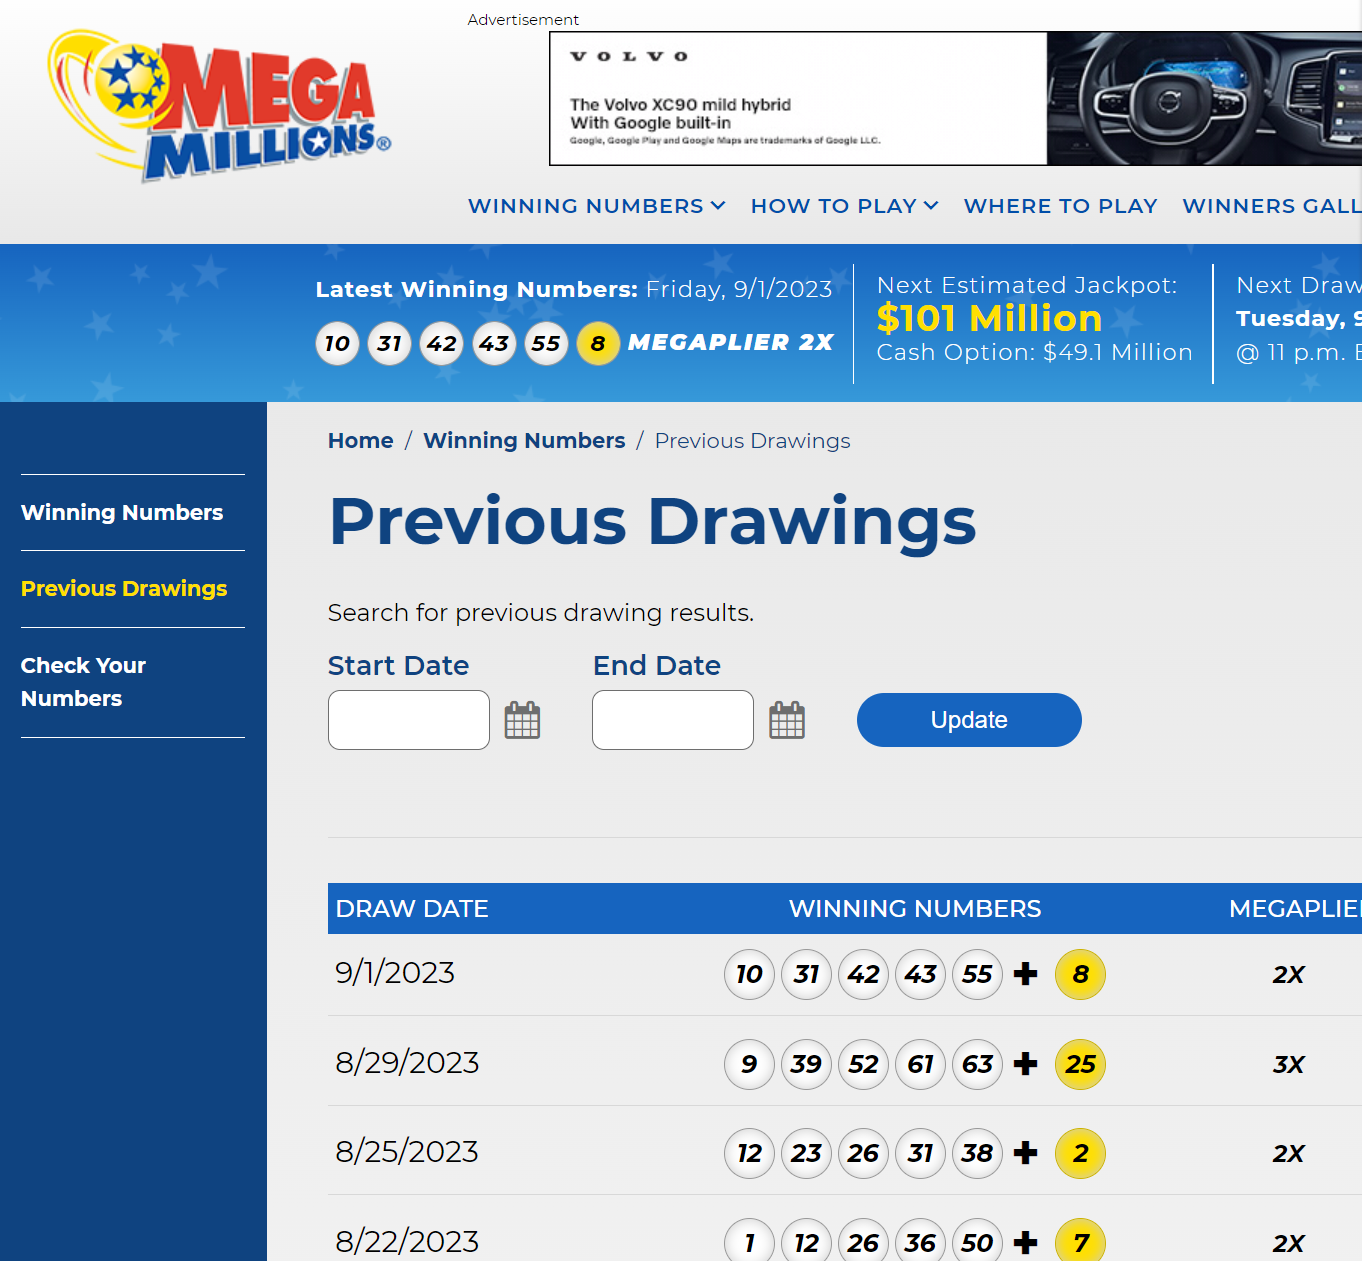 Advertisement
MEGA
MILLIONS®
VOLVO
The Volvo XC90 mild hybrid
With Google built-in
Google, Google Play and Google Maps are trademarks of Google LLC.
WINNING NUMBERS HOW TO PLAY WHERE TO PLAY WINNERS GALL
Latest Winning Numbers: Friday, 9/1/2023
10 31 42 43 55 8 MEGAPLIER 2X
Next Estimated Jackpot:
$101 Million
Cash Option: $49.1 Million
Next Draw
Tuesday, 9
@ 11 p.m. E
Winning Numbers
Previous Drawings
Check Your
Numbers
Home / Winning Numbers / Previous Drawings
Previous Drawings
Search for previous drawing results.
Start Date End Date
Update
DRAW DATE WINNING NUMBERS MEGAPLIER
9/1/2023 10 31 42 43 55 + 8 2X
8/29/2023 9 39 52 61 63 + 25 3X
8/25/2023 12 23 26 31 38 + 2 2X
8/22/2023 1 12 26 36 50 + 7 2X